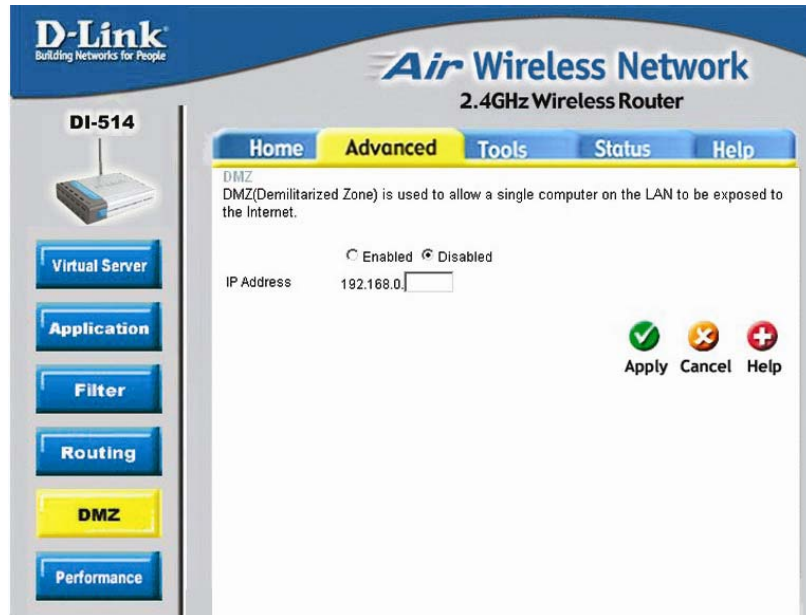 D-Link
Building Networks for People
Air Wireless Network
2.4GHz Wireless Router
DI-514
Home Advanced Tools Status Help
DMZ
DMZ(Demilitarized Zone) is used to allow a single computer on the LAN to be exposed to
the Internet.
Enabled Disabled
IP Address 192.168.0.
Apply Cancel Help
Virtual Server
Application
Filter
Routing
DMZ
Performance